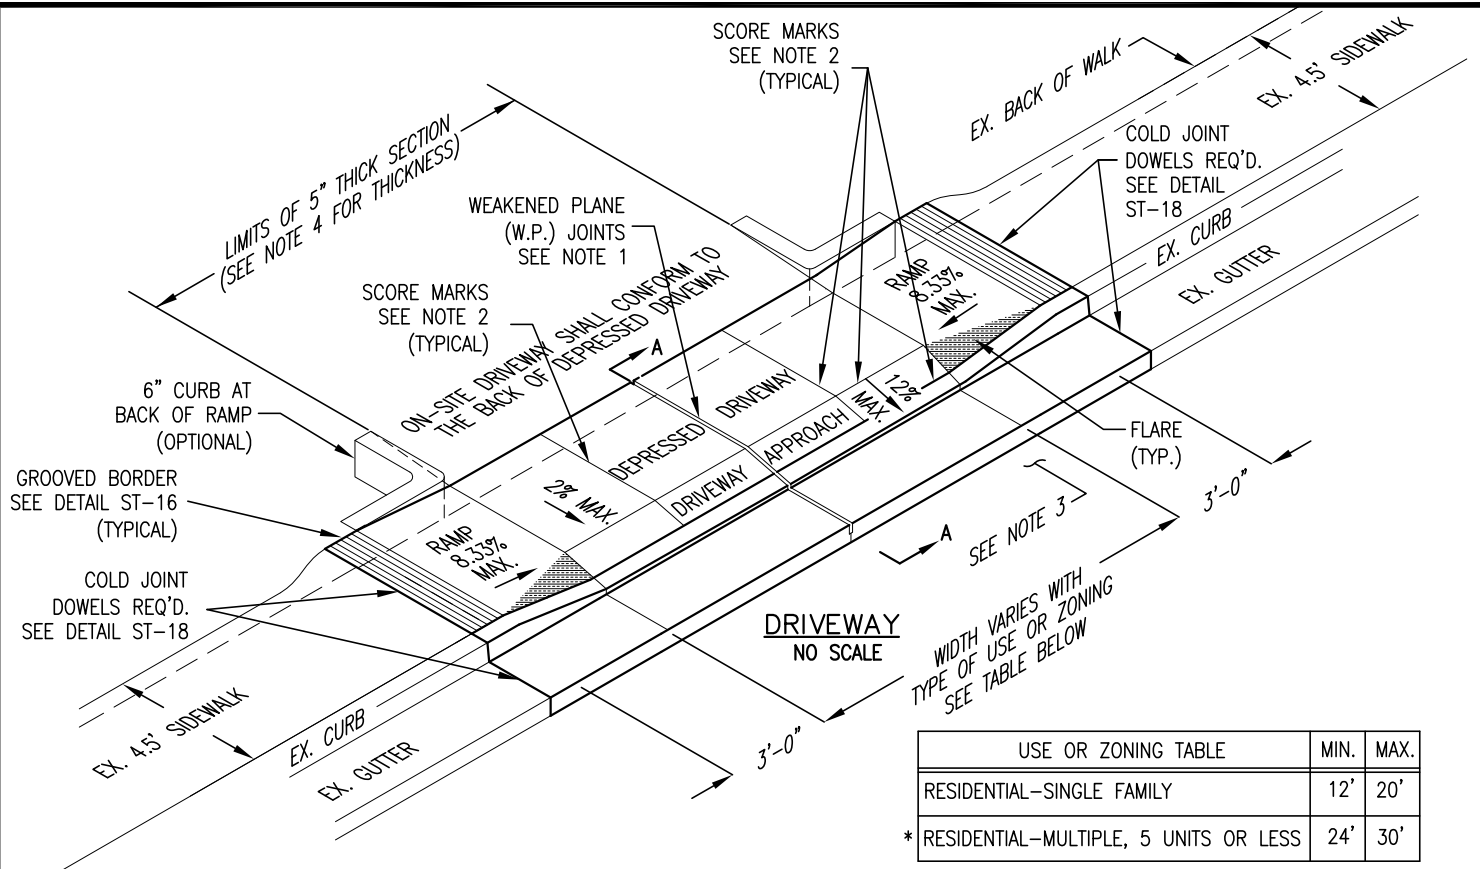 SCORE MARKS
SEE NOTE 2
(TYPICAL)
EX. BACK OF WALK
EX. 4.5' SIDEWALK
COLD JOINT
DOWELS REQ'D.
SEE DETAIL
ST-18
LIMITS OF 5" THICK SECTION
(SEE NOTE 4 FOR THICKNESS)
WEAKENED PLANE
(W.P.) JOINTS
SEE NOTE 1
EX. CURB
EX. GUTTER
SCORE MARKS
SEE NOTE 2
(TYPICAL)
ON-SITE DRIVEWAY SHALL CONFORM TO
THE BACK OF DEPRESSED DRIVEWAY
RAMP
8.33%
MAX.
A
6" CURB AT
BACK OF RAMP
(OPTIONAL)
12%
MAX.
DEPRESSED DRIVEWAY
DRIVEWAY APPROACH
FLARE
(TYP.)
GROOVED BORDER
SEE DETAIL ST-16
(TYPICAL)
2% MAX.
RAMP
8.33%
MAX.
3'-0"
SEE NOTE 3
A
COLD JOINT
DOWELS REQ'D.
SEE DETAIL ST-18
DRIVEWAY
NO SCALE
WIDTH VARIES WITH
TYPE OF USE OR ZONING
SEE TABLE BELOW
EX. 4.5' SIDEWALK
EX. CURB
EX. GUTTER
3'-0"
USE OR ZONING TABLE MIN. MAX.
RESIDENTIAL-SINGLE FAMILY 12' 20'
* RESIDENTIAL-MULTIPLE, 5 UNITS OR LESS 24' 30'